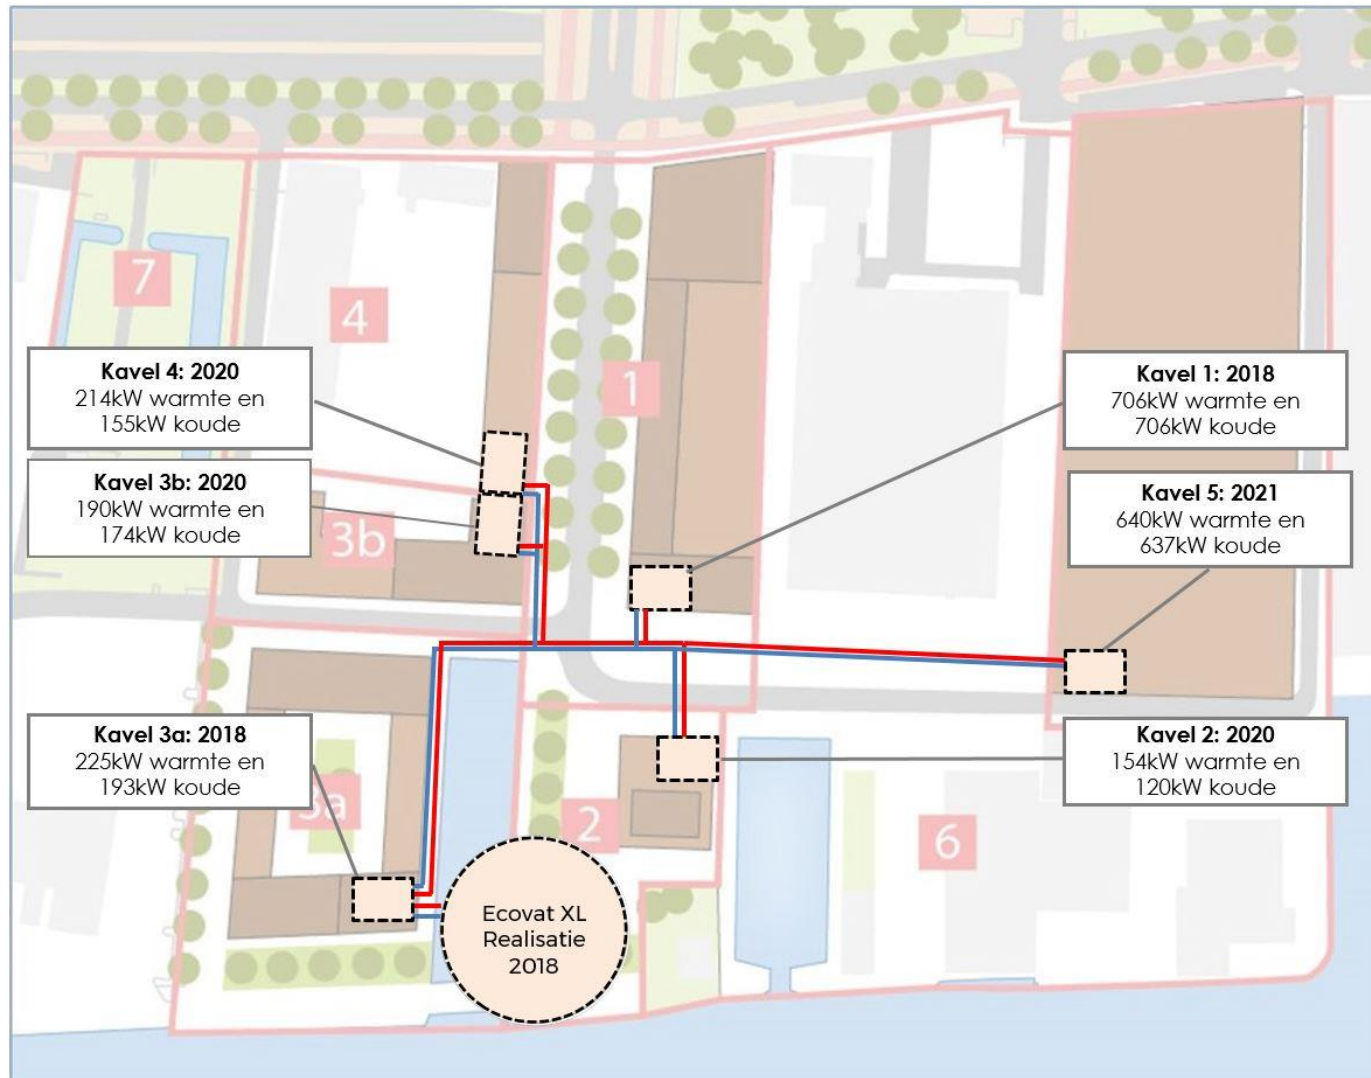 7
4
1
Kavel 4: 2020
214kW warmte en
155kW koude
Kavel 1: 2018
706kW warmte en
706kW koude
Kavel 3b: 2020
190kW warmte en
174kW koude
3b
Kavel 5: 2021
640kW warmte en
637kW koude
Kavel 3a: 2018
225kW warmte en
193kW koude
3a
2
Kavel 2: 2020
154kW warmte en
120kW koude
6
Ecovat XL
Realisatie
2018